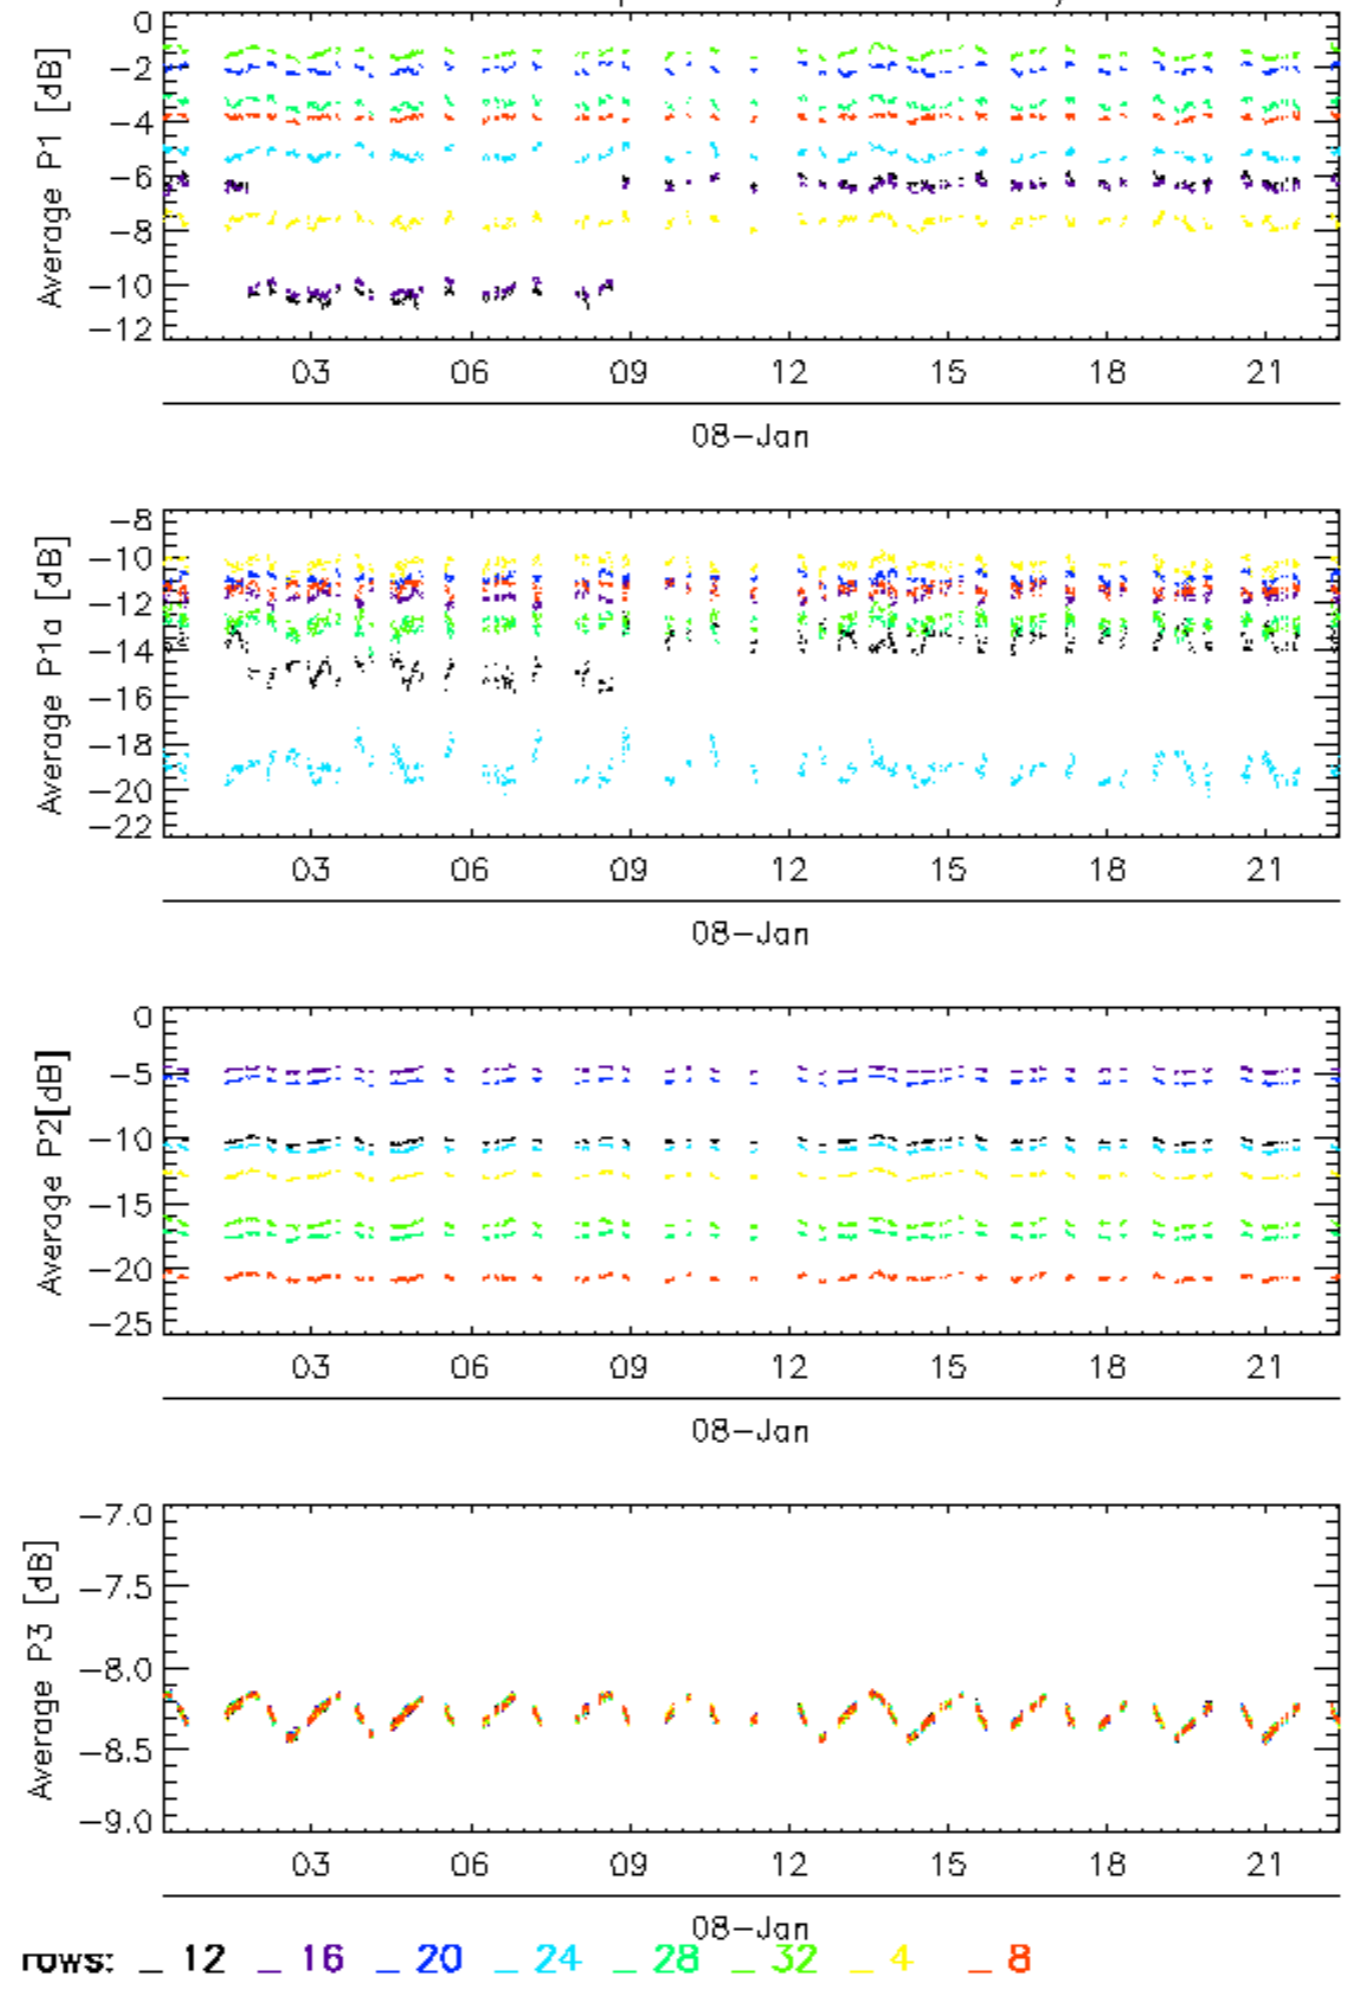 Average P1 [dB]
0
−2
−4
−6
−8
−10
−12
03 06 09 12 15 18 21
08−Jan
Average P1a [dB]
−8
−10
−12
−14
−16
−18
−20
−22
03 06 09 12 15 18 21
08−Jan
Average P2[dB]
0
−5
−10
−15
−20
−25
03 06 09 12 15 18 21
08−Jan
Average P3 [dB]
−7.0
−7.5
−8.0
−8.5
−9.0
03 06 09 12 15 18 21
08−Jan
rows: _ 12 _ 16 _ 20 _ 24 _ 28 _ 32 _ 4 _ 8